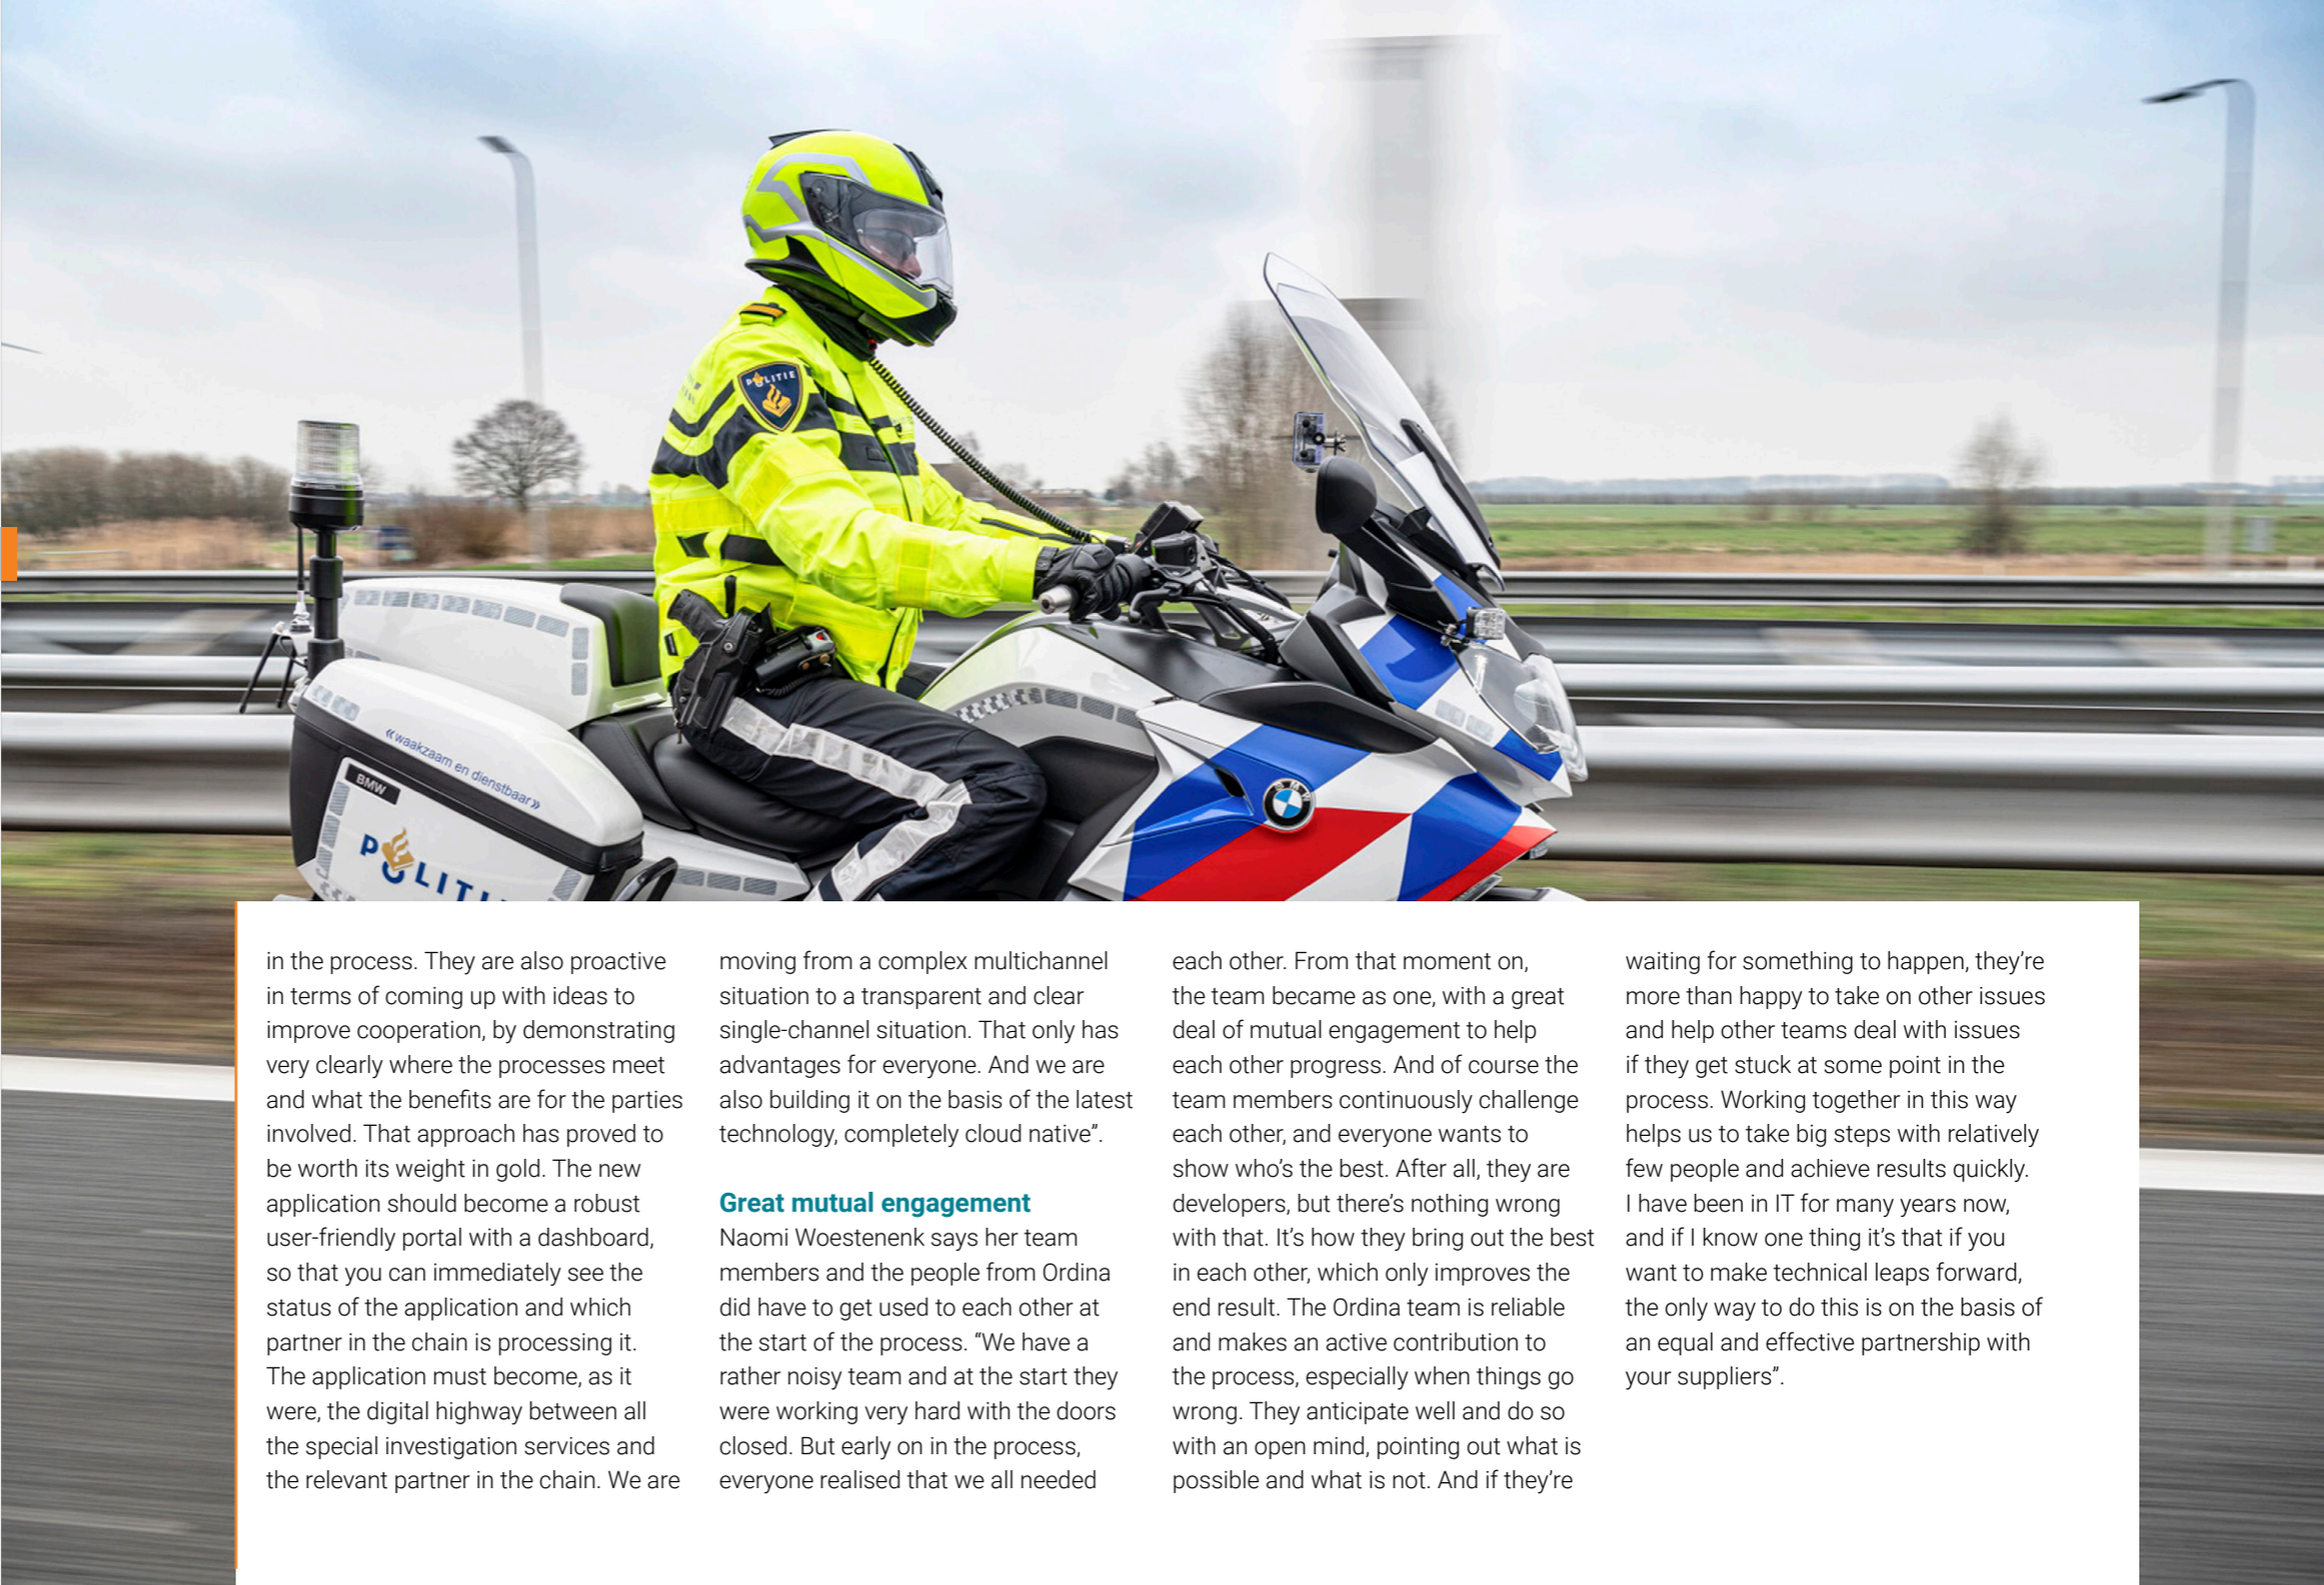 POLITIE
«waakzaam en dienstbaar»
BMW
POLITI
BMW
in the process. They are also proactive
in terms of coming up with ideas to
improve cooperation, by demonstrating
very clearly where the processes meet
and what the benefits are for the parties
involved. That approach has proved to
be worth its weight in gold. The new
application should become a robust
user-friendly portal with a dashboard,
so that you can immediately see the
status of the application and which
partner in the chain is processing it.
The application must become, as it
were, the digital highway between all
the special investigation services and
the relevant partner in the chain. We are
moving from a complex multichannel
situation to a transparent and clear
single-channel situation. That only has
advantages for everyone. And we are
also building it on the basis of the latest
technology, completely cloud native”.
Great mutual engagement
Naomi Woestenenk says her team
members and the people from Ordina
did have to get used to each other at
the start of the process. “We have a
rather noisy team and at the start they
were working very hard with the doors
closed. But early on in the process,
everyone realised that we all needed
each other. From that moment on,
the team became as one, with a great
deal of mutual engagement to help
each other progress. And of course the
team members continuously challenge
each other, and everyone wants to
show who’s the best. After all, they are
developers, but there’s nothing wrong
with that. It’s how they bring out the best
in each other, which only improves the
end result. The Ordina team is reliable
and makes an active contribution to
the process, especially when things go
wrong. They anticipate well and do so
with an open mind, pointing out what is
possible and what is not. And if they’re
waiting for something to happen, they’re
more than happy to take on other issues
and help other teams deal with issues
if they get stuck at some point in the
process. Working together in this way
helps us to take big steps with relatively
few people and achieve results quickly.
I have been in IT for many years now,
and if I know one thing it’s that if you
want to make technical leaps forward,
the only way to do this is on the basis of
an equal and effective partnership with
your suppliers”.